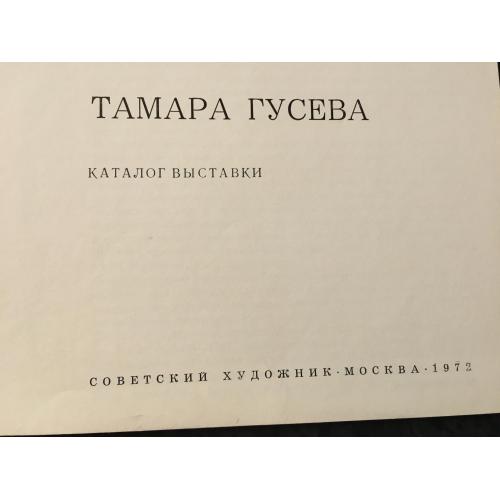 ТАМАРА ГУСЕВА
КАТАЛОГ ВЫСТАВКИ
СОВЕТСКИЙ ХУДОЖНИК·МОСКВА·1972